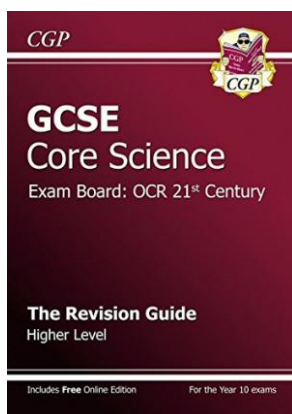 CGP
CGP
CGP
GCSE
Core Science
Exam Board: OCR 21st Century
The Revision Guide
Higher Level
Includes Free Online Edition
For the Year 10 exams